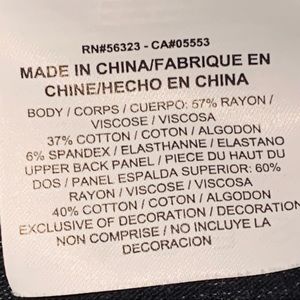 RN#56323 - CA#05553
MADE IN CHINA/FABRIQUE EN
CHINE/HECHO EN CHINA
BODY / CORPS / CUERPO: 57% RAYON /
VISCOSE / VISCOSA
37% COTTON / COTON / ALGODON
6% SPANDEX / ELASTHANNE / ELASTANO
UPPER BACK PANEL / PIECE DU HAUT DU
DOS / PANEL ESPALDA SUPERIOR: 60%
RAYON / VISCOSE / VISCOSA
40% COTTON / COTON / ALGODON
EXCLUSIVE OF DECORATION / DECORATION
NON COMPRISE / NO INCLUYE LA
DECORACION